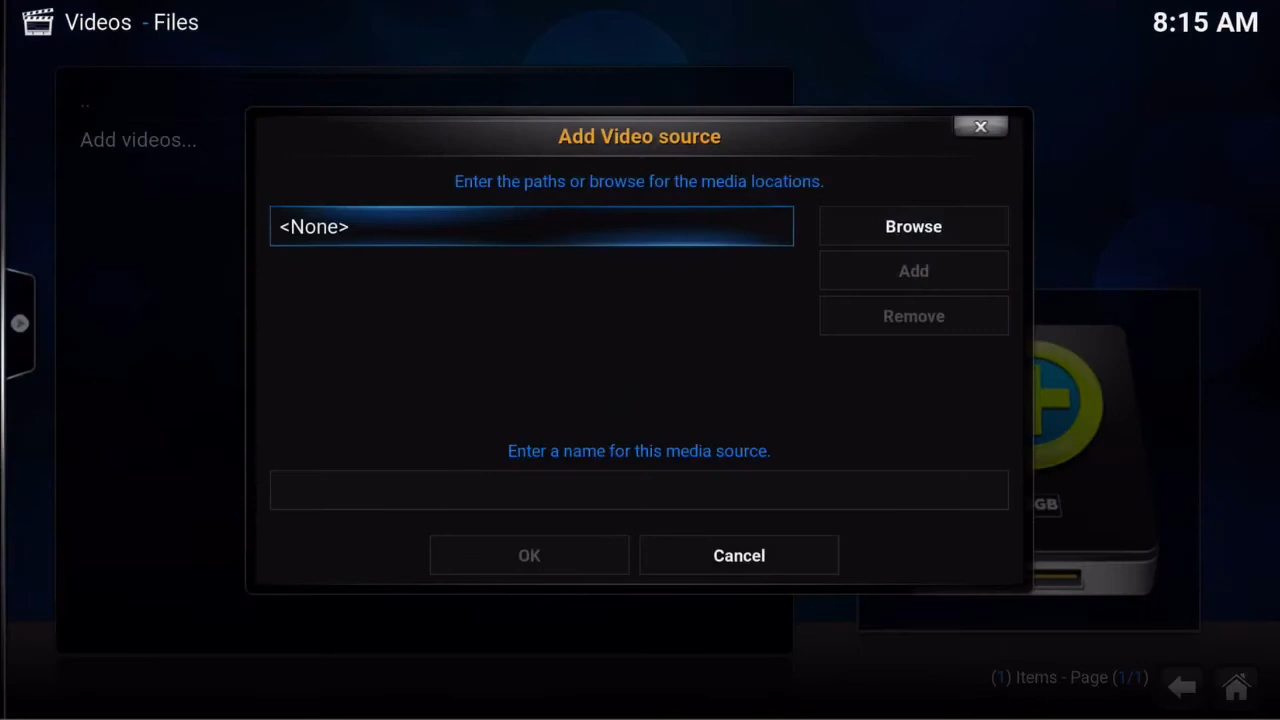 Videos - Files
8:15 AM
..
Add videos...
Add Video source
x
Enter the paths or browse for the media locations.
<None>
Browse
Add
Remove
Enter a name for this media source.
GB
OK
Cancel
(1) Items - Page (1/1)